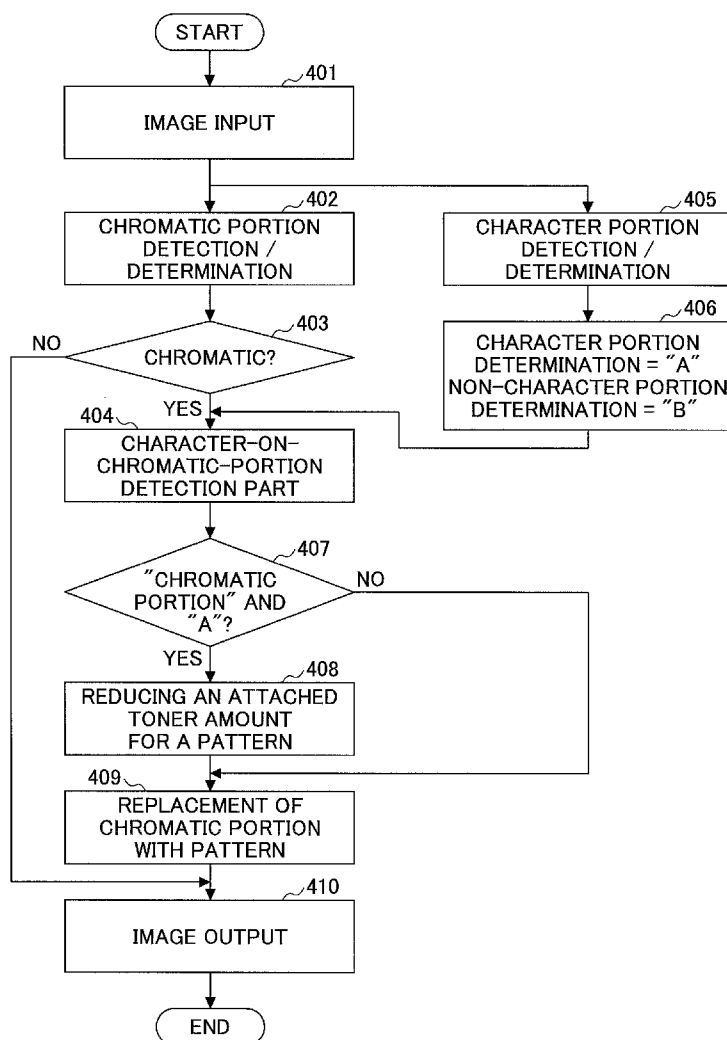 START
401
IMAGE INPUT
402
CHROMATIC PORTION
DETECTION /
DETERMINATION
405
CHARACTER PORTION
DETECTION /
DETERMINATION
403
CHROMATIC?
NO
YES
406
CHARACTER PORTION
DETERMINATION = "A"
NON-CHARACTER PORTION
DETERMINATION = "B"
404
CHARACTER-ON-
CHROMATIC-PORTION
DETECTION PART
407
"CHROMATIC
PORTION" AND
"A"?
NO
YES
408
REDUCING AN ATTACHED
TONER AMOUNT
FOR A PATTERN
409
REPLACEMENT OF
CHROMATIC PORTION
WITH PATTERN
410
IMAGE OUTPUT
END